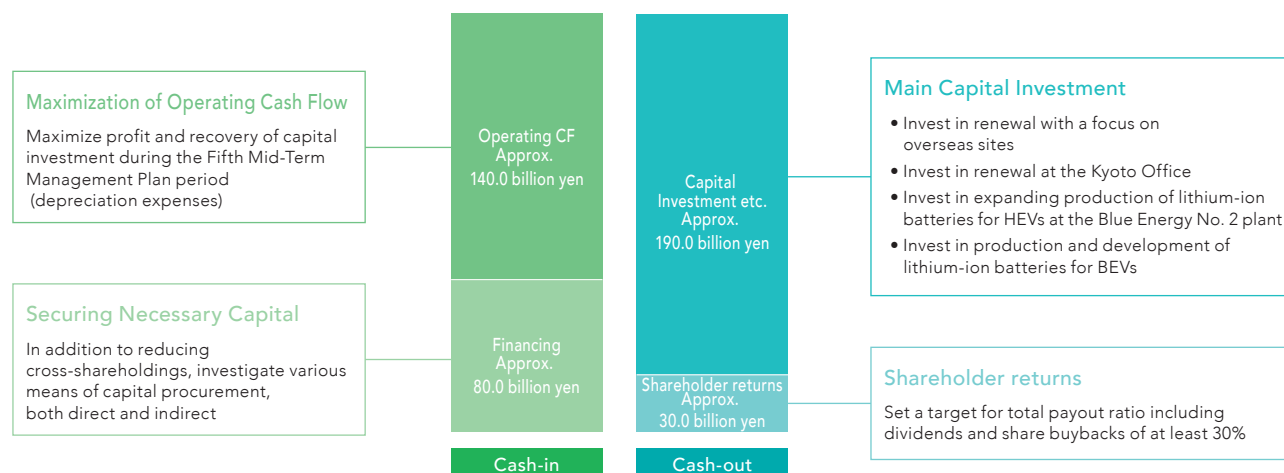 Maximization of Operating Cash Flow
Maximize profit and recovery of capital
investment during the Fifth Mid-Term
Management Plan period
(depreciation expenses)
Securing Necessary Capital
In addition to reducing
cross-shareholdings, investigate various
means of capital procurement,
both direct and indirect
Operating CF
Approx.
140.0 billion yen
Financing
Approx.
80.0 billion yen
Cash-in
Capital
Investment etc.
Approx.
190.0 billion yen
Shareholder returns
Approx.
30.0 billion yen
Cash-out
Main Capital Investment
• Invest in renewal with a focus on
overseas sites
• Invest in renewal at the Kyoto Office
• Invest in expanding production of lithium-ion
batteries for HEVs at the Blue Energy No. 2 plant
• Invest in production and development of
lithium-ion batteries for BEVs
Shareholder returns
Set a target for total payout ratio including
dividends and share buybacks of at least 30%